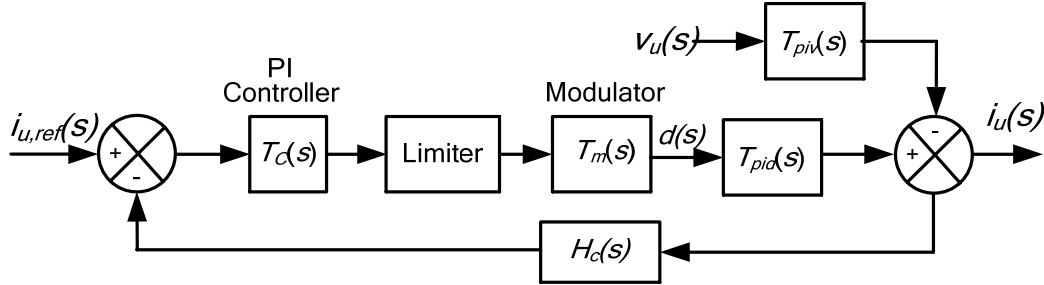 v_u(s)
T_piv(s)
PI
Controller
Modulator
i_u,ref(s)
+
-
T_C(s)
Limiter
T_m(s)
d(s)
T_pid(s)
+
-
i_u(s)
H_c(s)